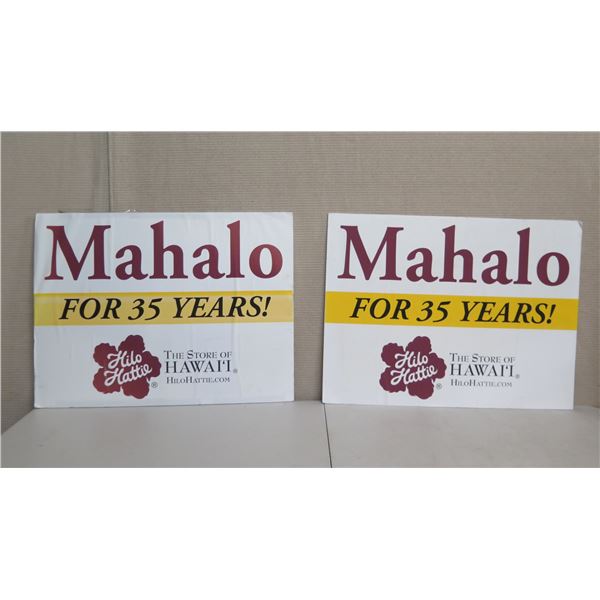 Mahalo
FOR 35 YEARS!
Hilo
Hattie®
THE STORE OF
HAWAI'I®
HILOHATTIE.COM
Mahalo
FOR 35 YEARS!
Hilo
Hattie®
THE STORE OF
HAWAI'I®
HILOHATTIE.COM